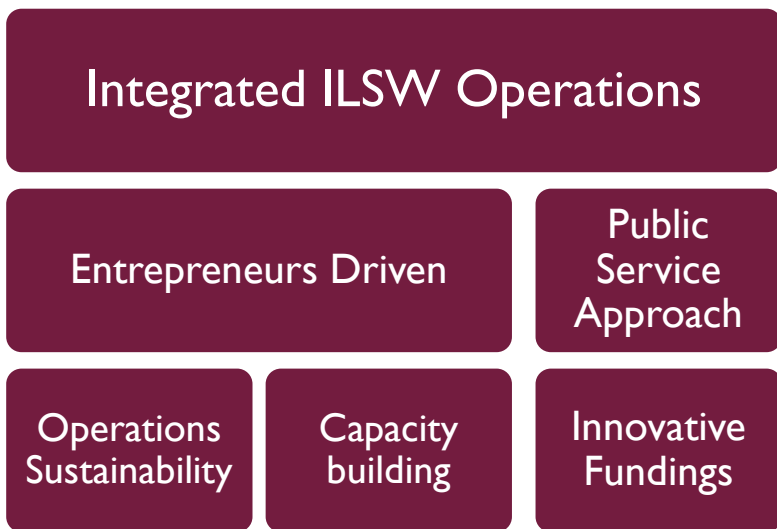 Integrated ILSW Operations
Entrepreneurs Driven
Public
Service
Approach
Operations
Sustainability
Capacity
building
Innovative
Fundings